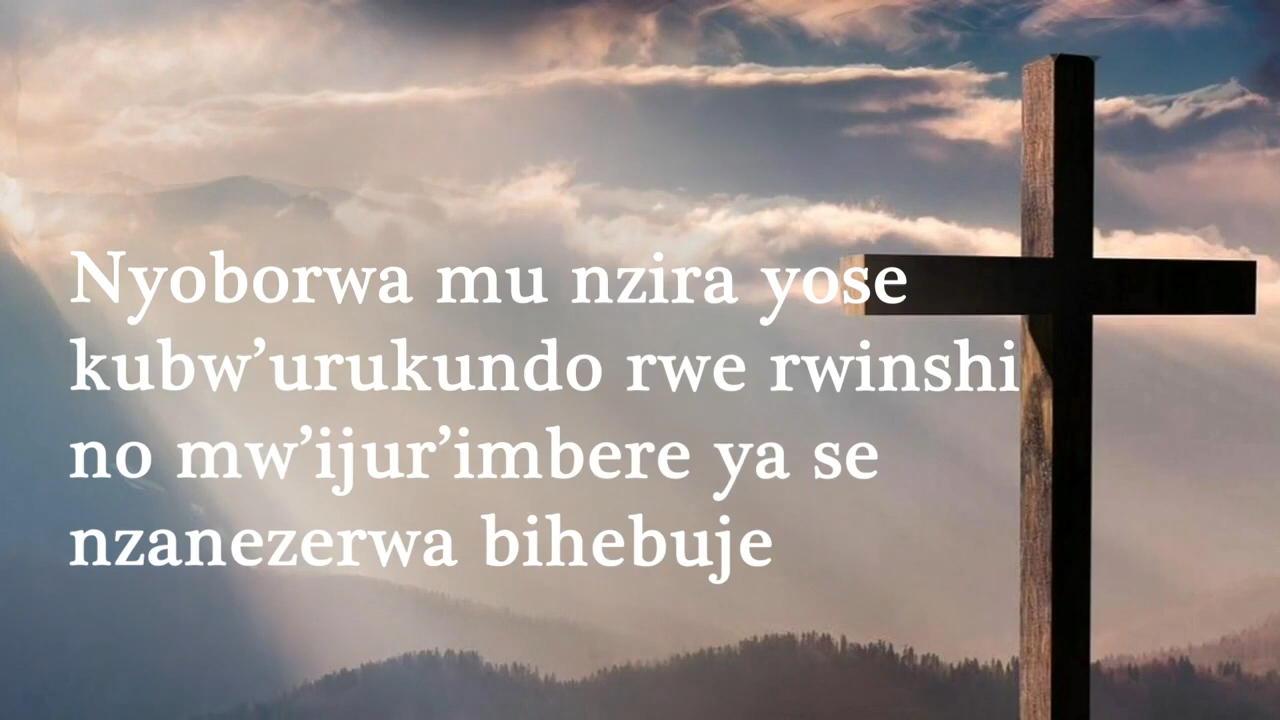 Nyoborwa mu nzira yose
kubw’urukundo rwe rwinshi
no mw’ijur’imbere ya se
nzanezerwa bihebuje